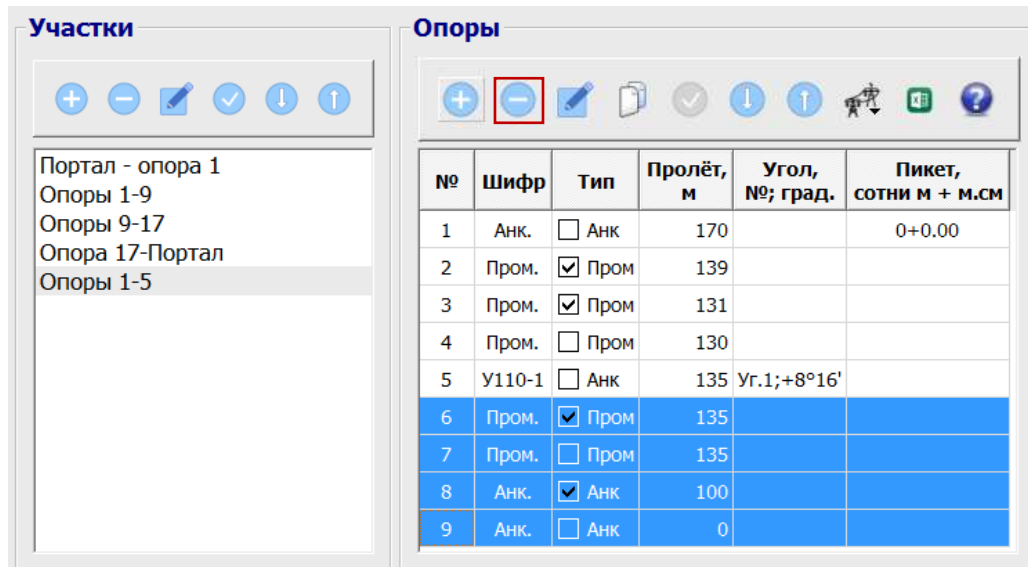 Участки
Портал - опора 1
Опоры 1-9
Опоры 9-17
Опора 17-Портал
Опоры 1-5
Опоры
№ Шифр Тип Пролёт, м Угол, №; град. Пикет, сотни м + м.см
1 Анк. Анк 170 0+0.00
2 Пром. Пром 139
3 Пром. Пром 131
4 Пром. Пром 130
5 У110-1 Анк 135 Уг.1;+8°16'
6 Пром. Пром 135
7 Пром. Пром 135
8 Анк. Анк 100
9 Анк. Анк 0